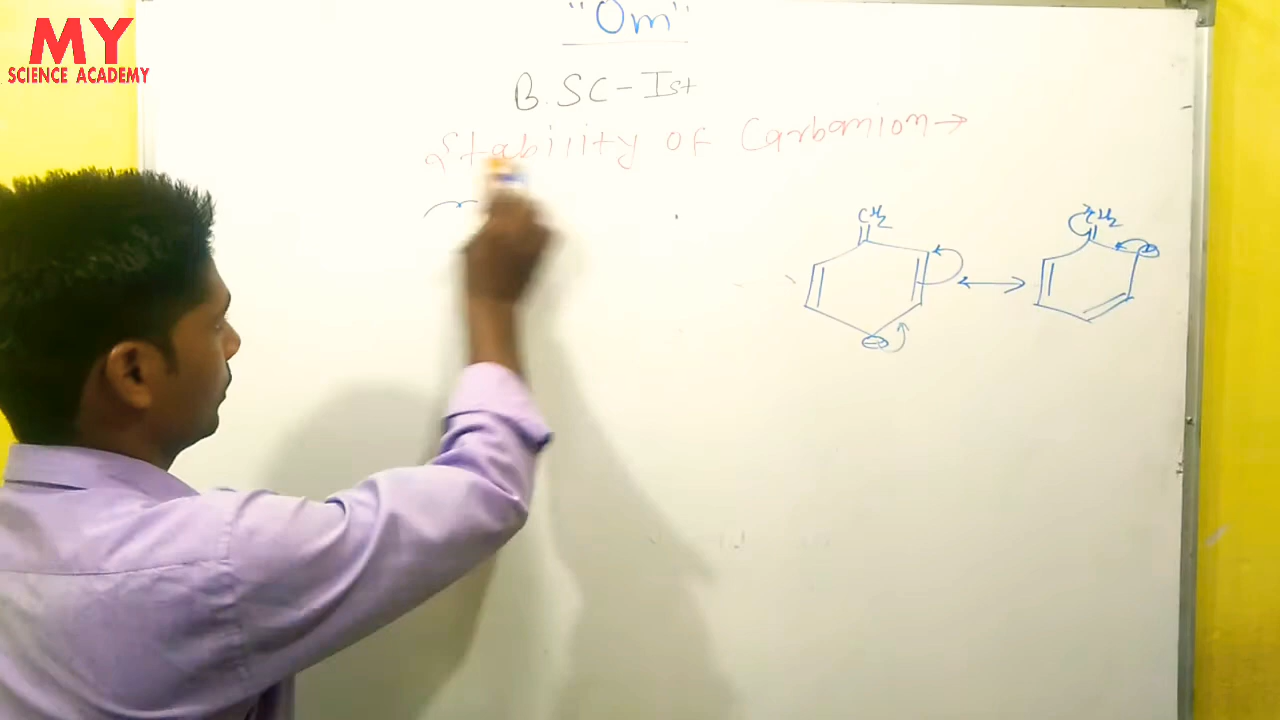 MY
SCIENCE ACADEMY
"Om"
B.SC-Ist
Stability of Carbanion→
CH2
CH2